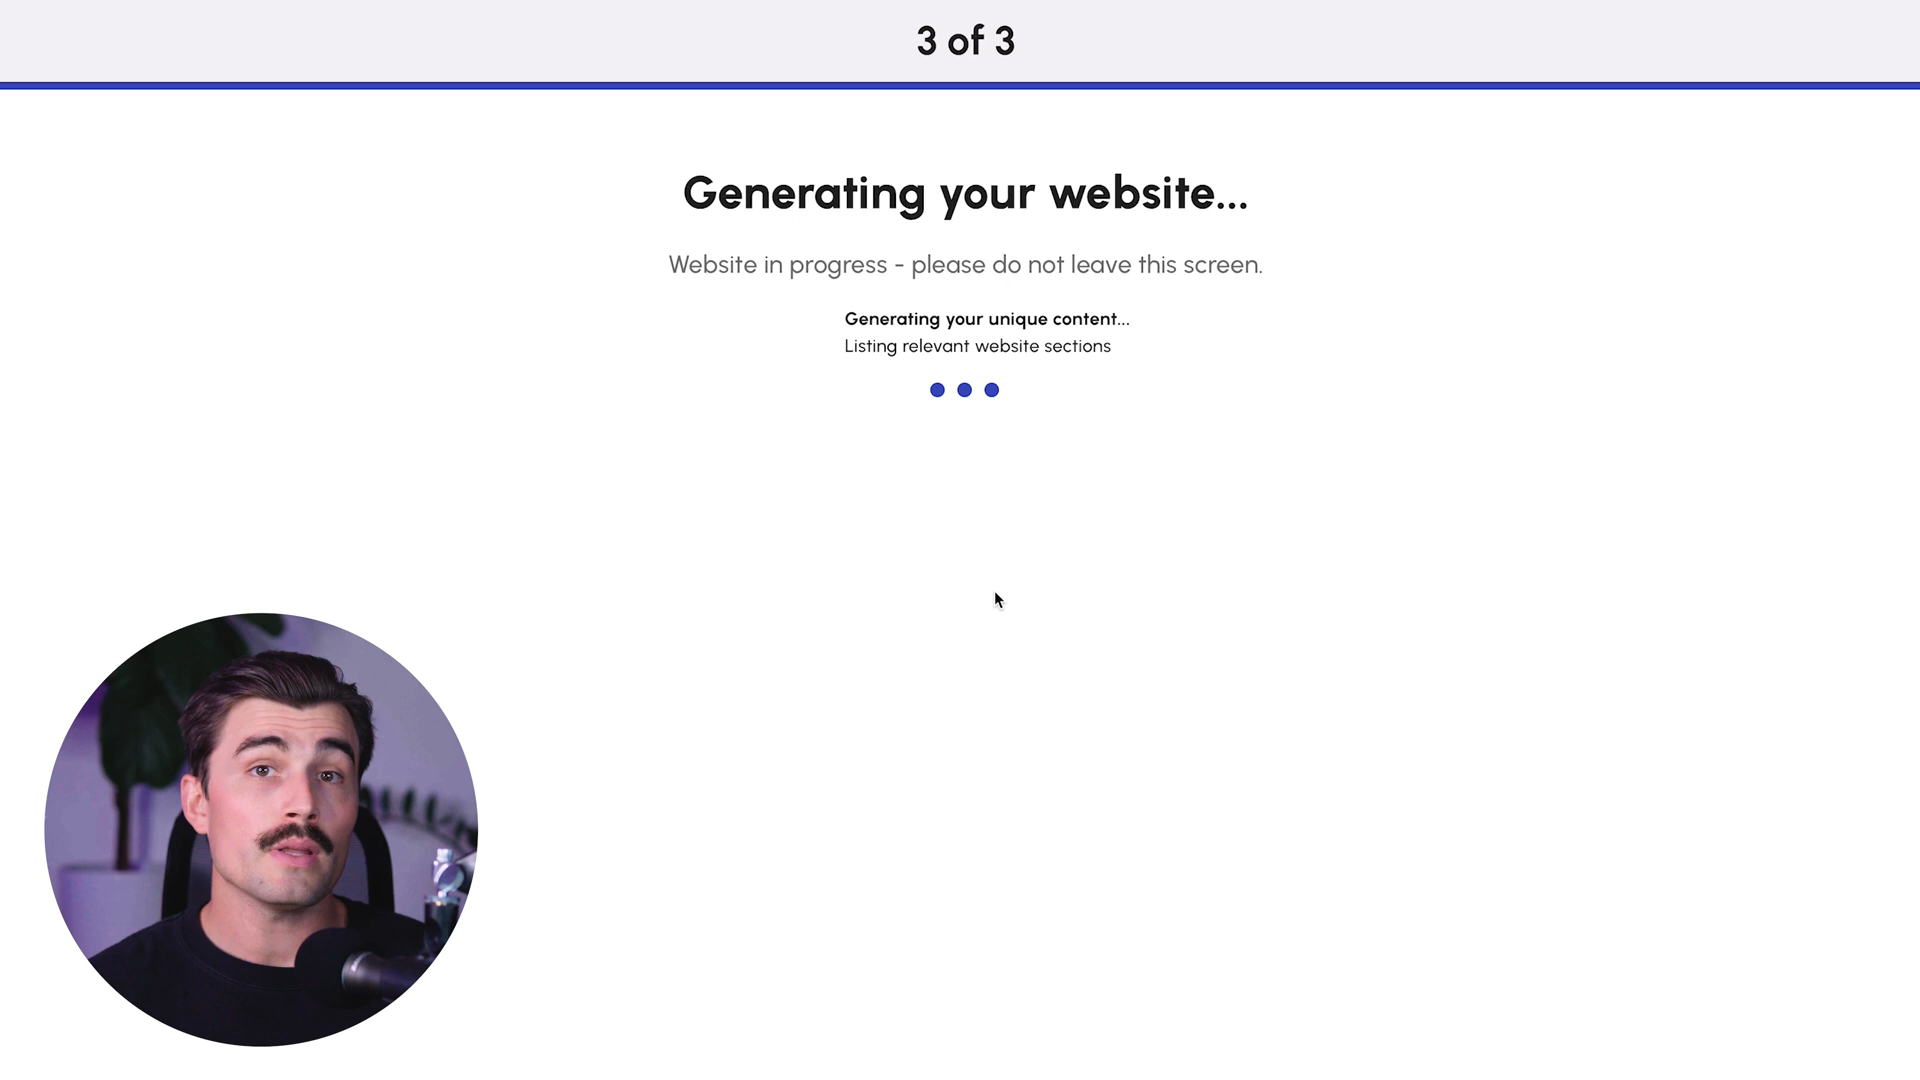 3 of 3
Generating your website...
Website in progress - please do not leave this screen.
Generating your unique content...
Listing relevant website sections